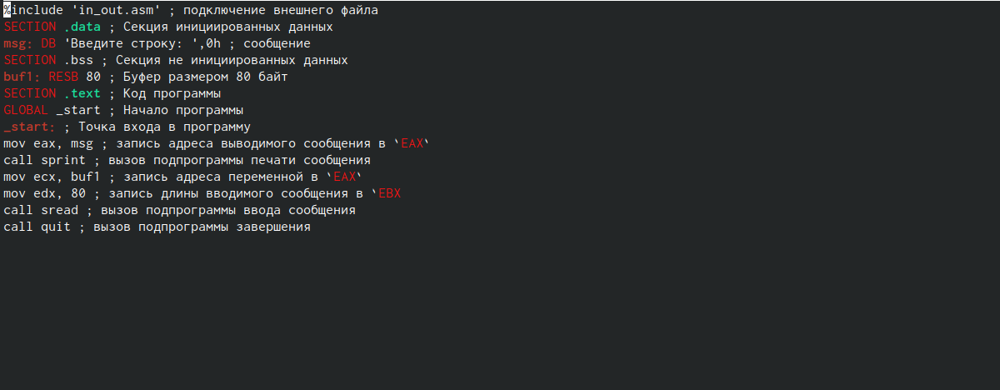 %include 'in_out.asm' ; подключение внешнего файла
SECTION .data ; Секция инициированных данных
msg: DB 'Введите строку: ',0h ; сообщение
SECTION .bss ; Секция не инициированных данных
buf1: RESB 80 ; Буфер размером 80 байт
SECTION .text ; Код программы
GLOBAL _start ; Начало программы
_start: ; Точка входа в программу
mov eax, msg ; запись адреса выводимого сообщения в `EAX`
call sprint ; вызов подпрограммы печати сообщения
mov ecx, buf1 ; запись адреса переменной в `EAX`
mov edx, 80 ; запись длины вводимого сообщения в `EBX
call sread ; вызов подпрограммы ввода сообщения
call quit ; вызов подпрограммы завершения